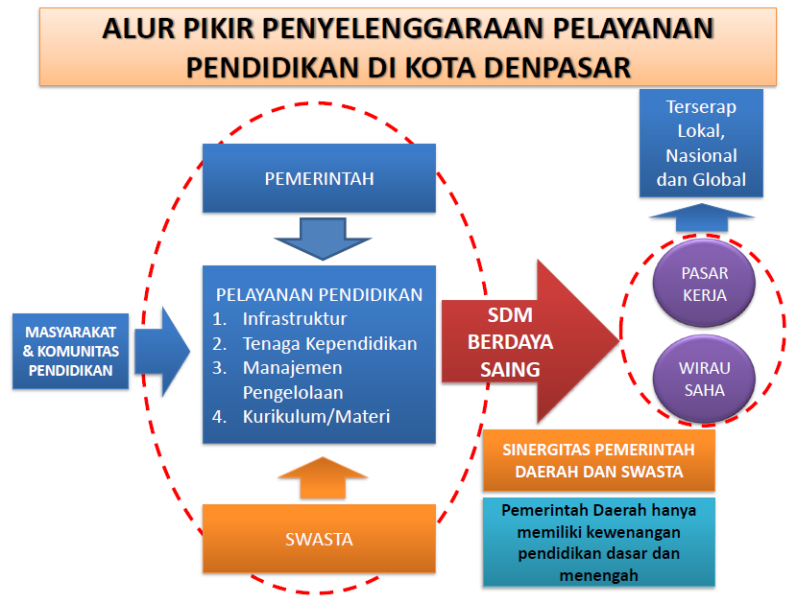 ALUR PIKIR PENYELENGGARAAN PELAYANAN
PENDIDIKAN DI KOTA DENPASAR
PEMERINTAH
MASYARAKAT
& KOMUNITAS
PENDIDIKAN
PELAYANAN PENDIDIKAN
1. Infrastruktur
2. Tenaga Kependidikan
3. Manajemen
Pengelolaan
4. Kurikulum/Materi
SWASTA
SDM
BERDAYA
SAING
Terserap
Lokal,
Nasional
dan Global
PASAR
KERJA
WIRAU
SAHA
SINERGITAS PEMERINTAH
DAERAH DAN SWASTA
Pemerintah Daerah hanya
memiliki kewenangan
pendidikan dasar dan
menengah